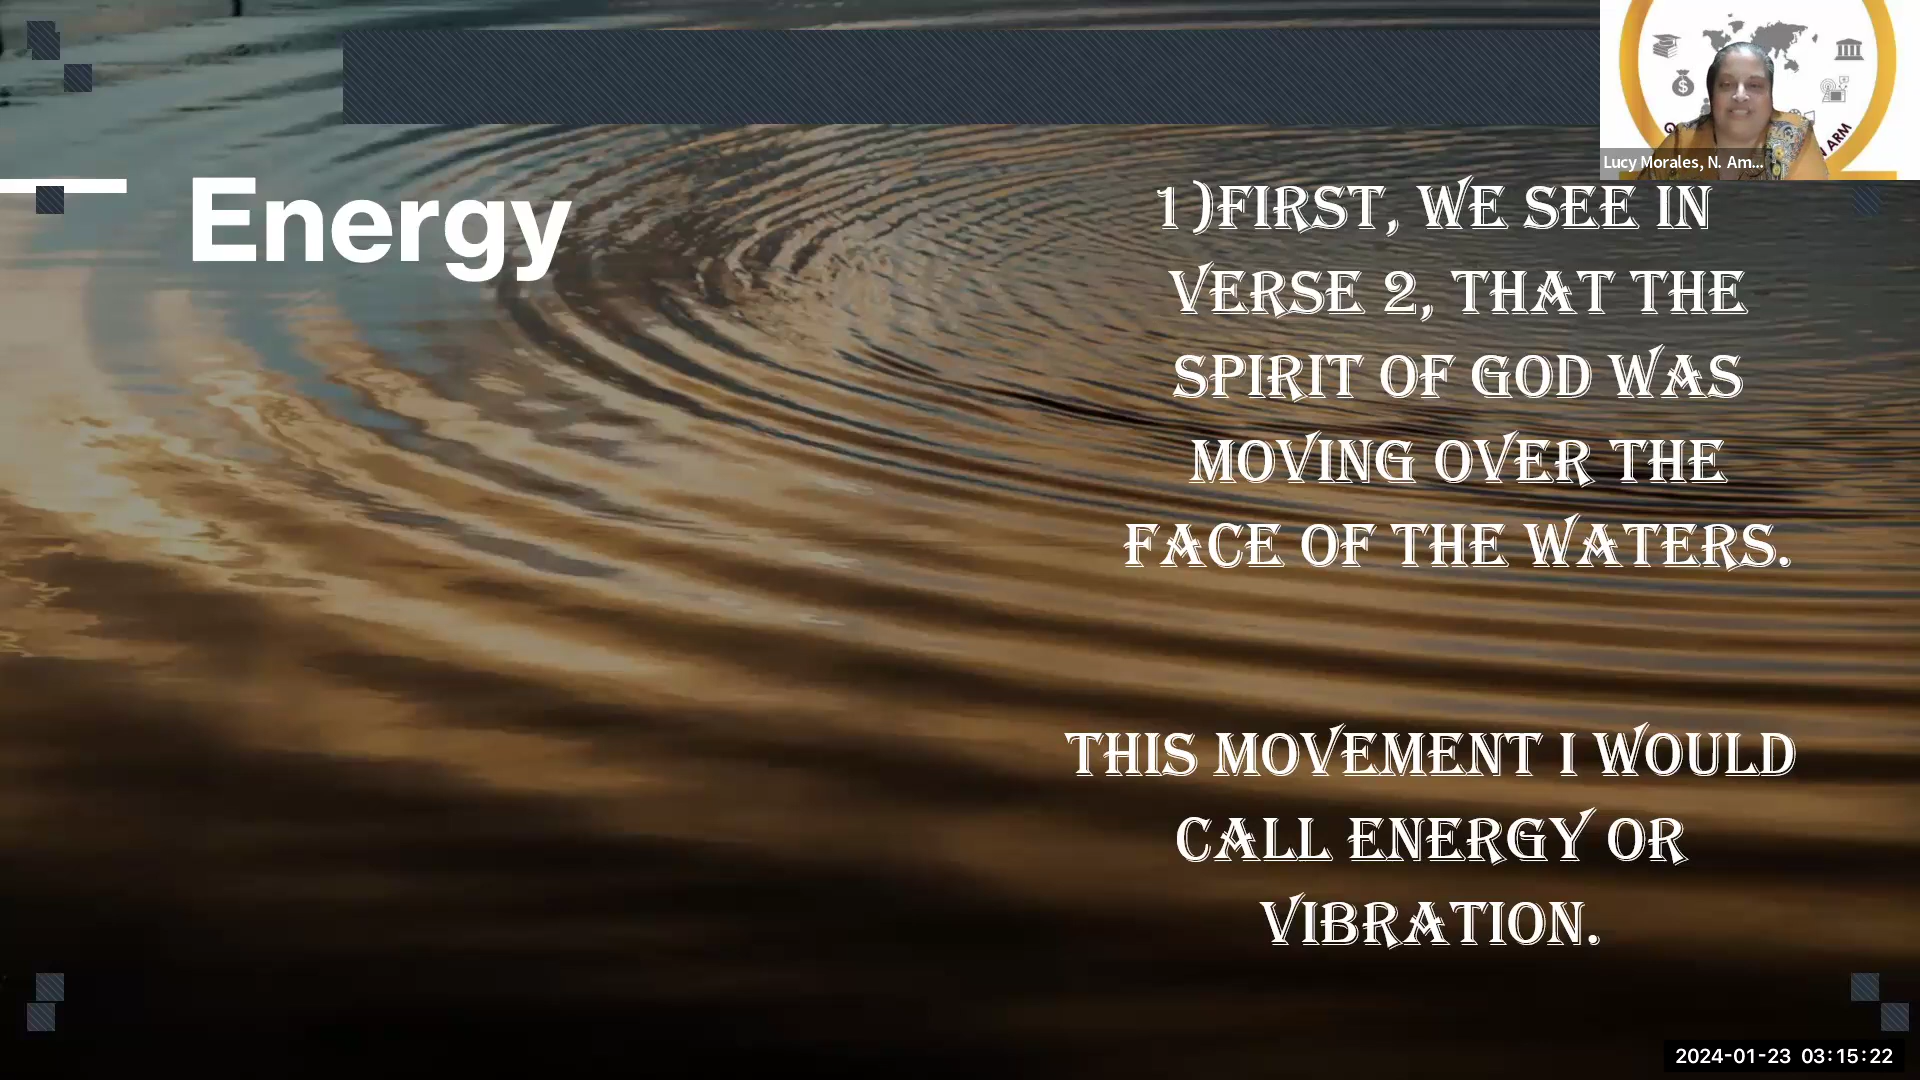 Energy
1)FIRST, WE SEE IN
VERSE 2, THAT THE
SPIRIT OF GOD WAS
MOVING OVER THE
FACE OF THE WATERS.
THIS MOVEMENT I WOULD
CALL ENERGY OR
VIBRATION.
ARM
Lucy Morales, N. Am...
2024-01-23 03:15:22